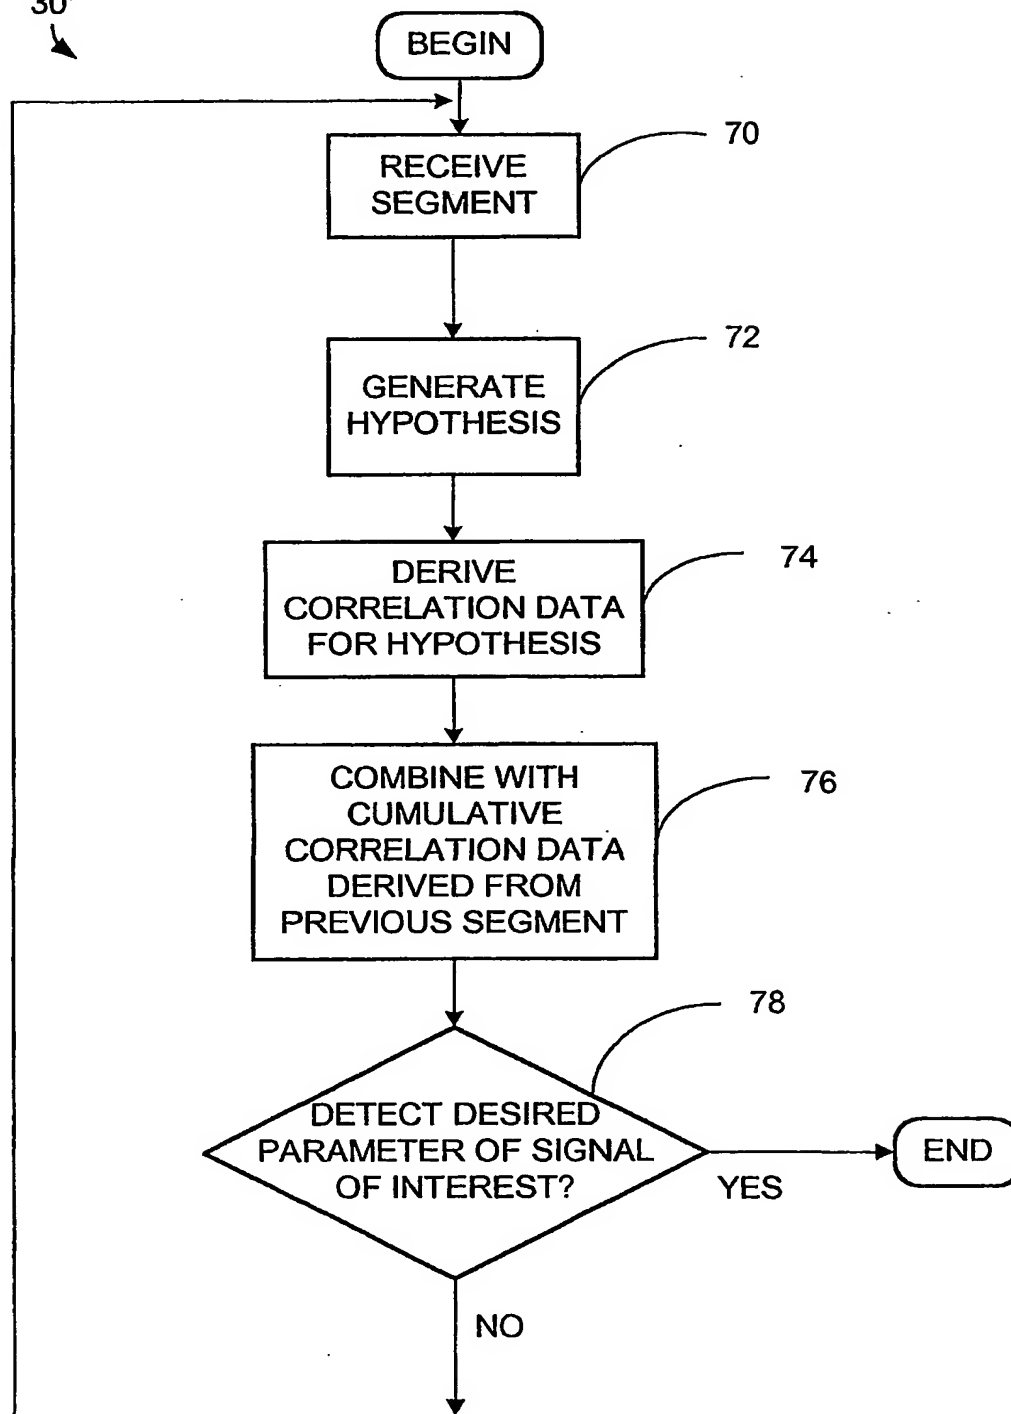 30
BEGIN
70
RECEIVE
SEGMENT
72
GENERATE
HYPOTHESIS
74
DERIVE
CORRELATION DATA
FOR HYPOTHESIS
76
COMBINE WITH
CUMULATIVE
CORRELATION DATA
DERIVED FROM
PREVIOUS SEGMENT
78
DETECT DESIRED
PARAMETER OF SIGNAL
OF INTEREST?
YES
END
NO